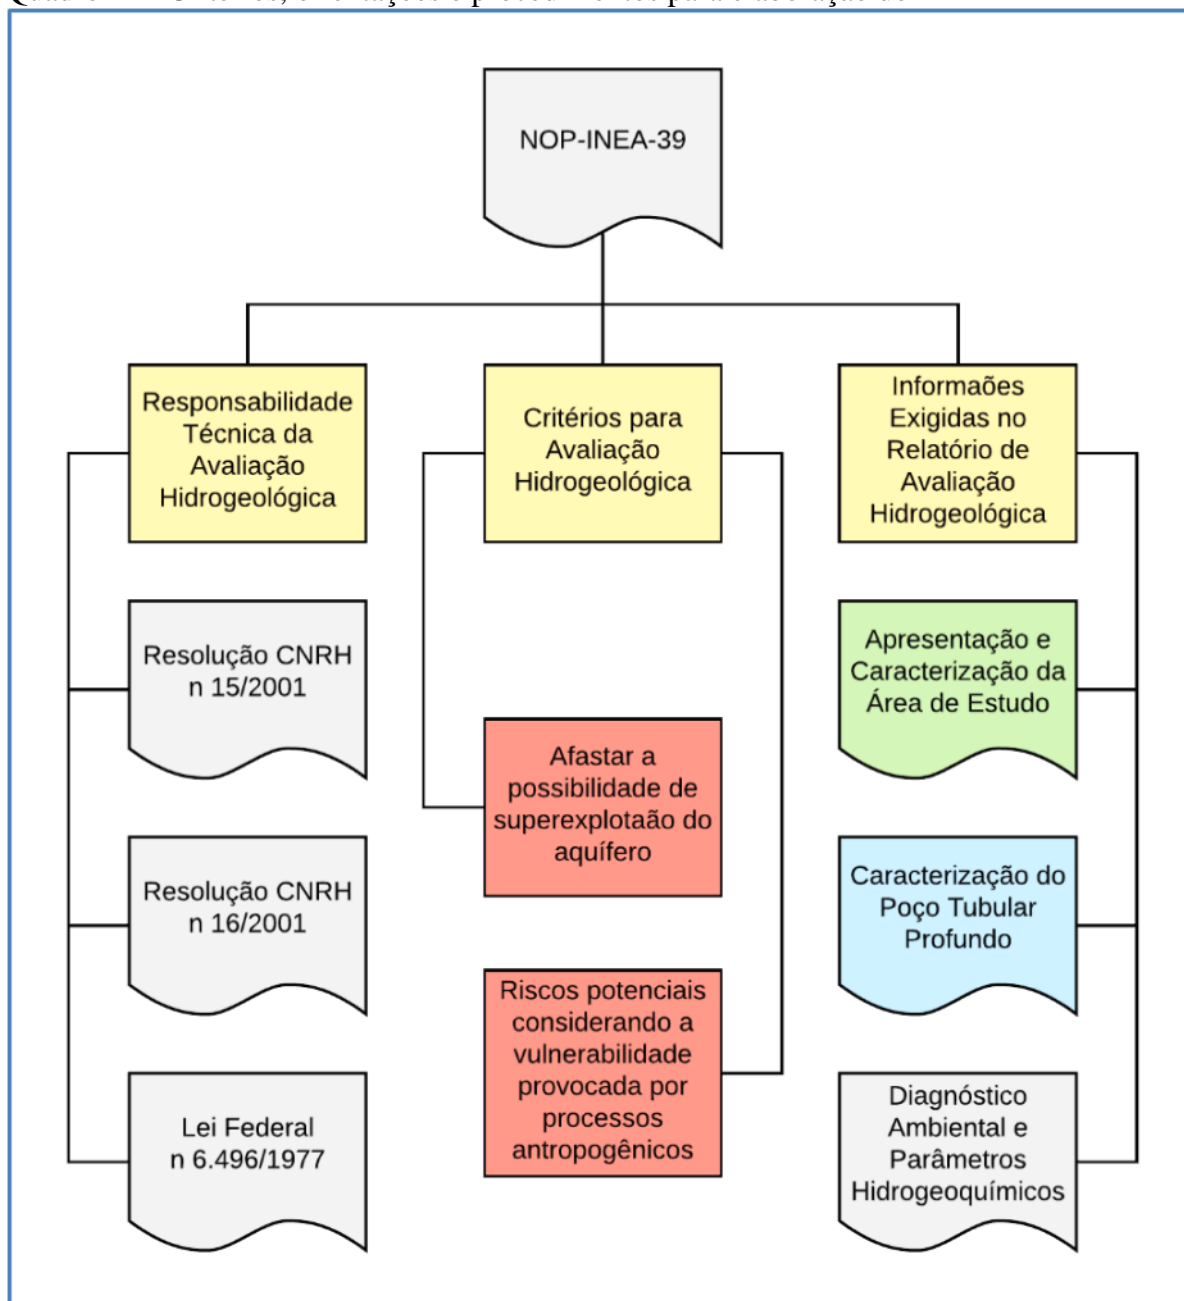 NOP-INEA-39
Responsabilidade
Técnica da
Avaliação
Hidrogeológica
Critérios para
Avaliação
Hidrogeológica
Informaões
Exigidas no
Relatório de
Avaliação
Hidrogeológica
Resolução CNRH
n 15/2001
Resolução CNRH
n 16/2001
Lei Federal
n 6.496/1977
Afastar a
possibilidade de
superexplotaão do
aquífero
Riscos potenciais
considerando a
vulnerabilidade
provocada por
processos
antropogênicos
Apresentação e
Caracterização da
Área de Estudo
Caracterização do
Poço Tubular
Profundo
Diagnóstico
Ambiental e
Parâmetros
Hidrogeoquímicos